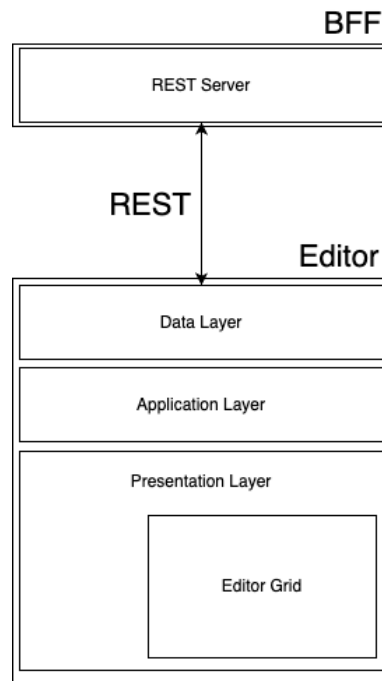 BFF
REST Server
REST
Editor
Data Layer
Application Layer
Presentation Layer
Editor Grid